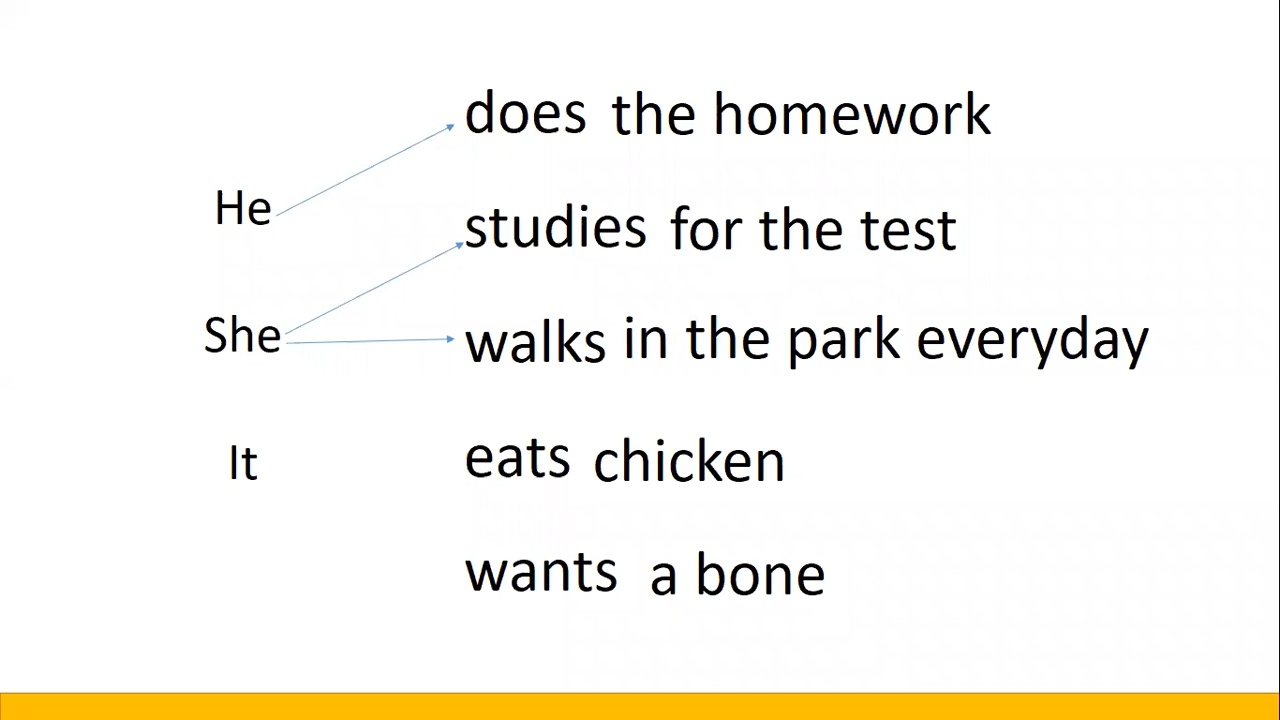 does the homework
He
studies for the test
She
walks in the park everyday
It
eats chicken
wants a bone